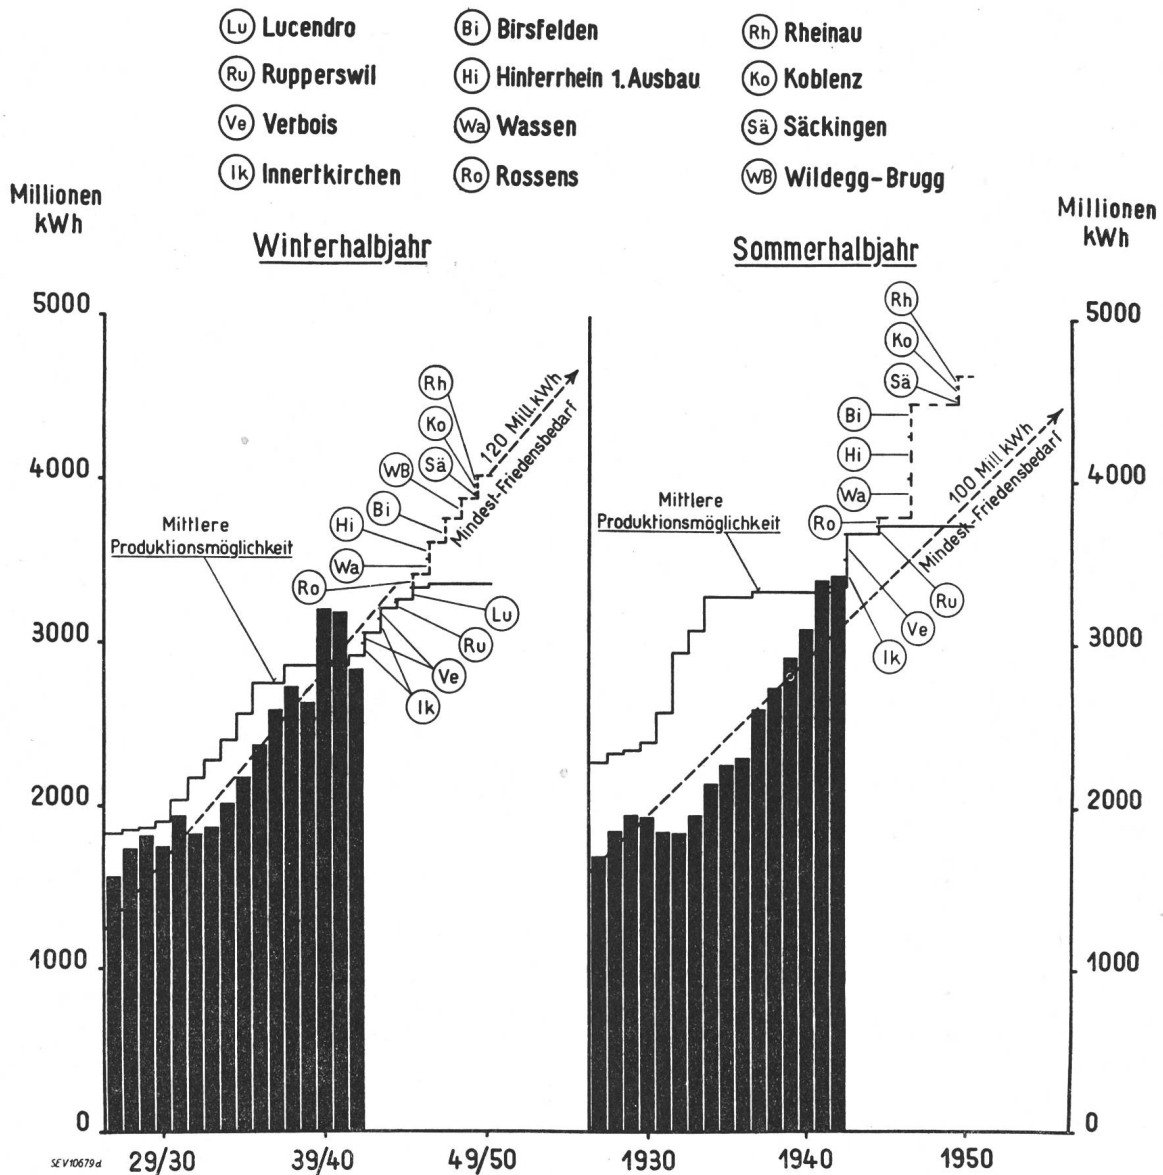 Lu Lucendro
Ru Rupperswil
Ve Verbois
Ik Innertkirchen
Bi Birsfelden
Hi Hinterrhein 1. Ausbau
Wa Wassen
Ro Rossens
Rh Rheinau
Ko Koblenz
Sä Säckingen
WB Wildegg-Brugg
Millionen
kWh
Winterhalbjahr
5000
4000
3000
2000
1000
0
Mittlere
Produktionsmöglichkeit
Rh
Ko
Sä
WB
Bi
Hi
Wa
Ro
Lu
Ru
Ve
Ik
120 Mill. kWh
Mindest-Friedensbedarf
29/30
39/40
49/50
Sommerhalbjahr
Millionen
kWh
5000
4000
3000
2000
1000
0
Mittlere
Produktionsmöglichkeit
Rh
Ko
Sä
Bi
Hi
Wa
Ro
Ru
Ve
Ik
100 Mill kWh
Mindest-Friedensbedarf
1930
1940
1950
SEV10679d